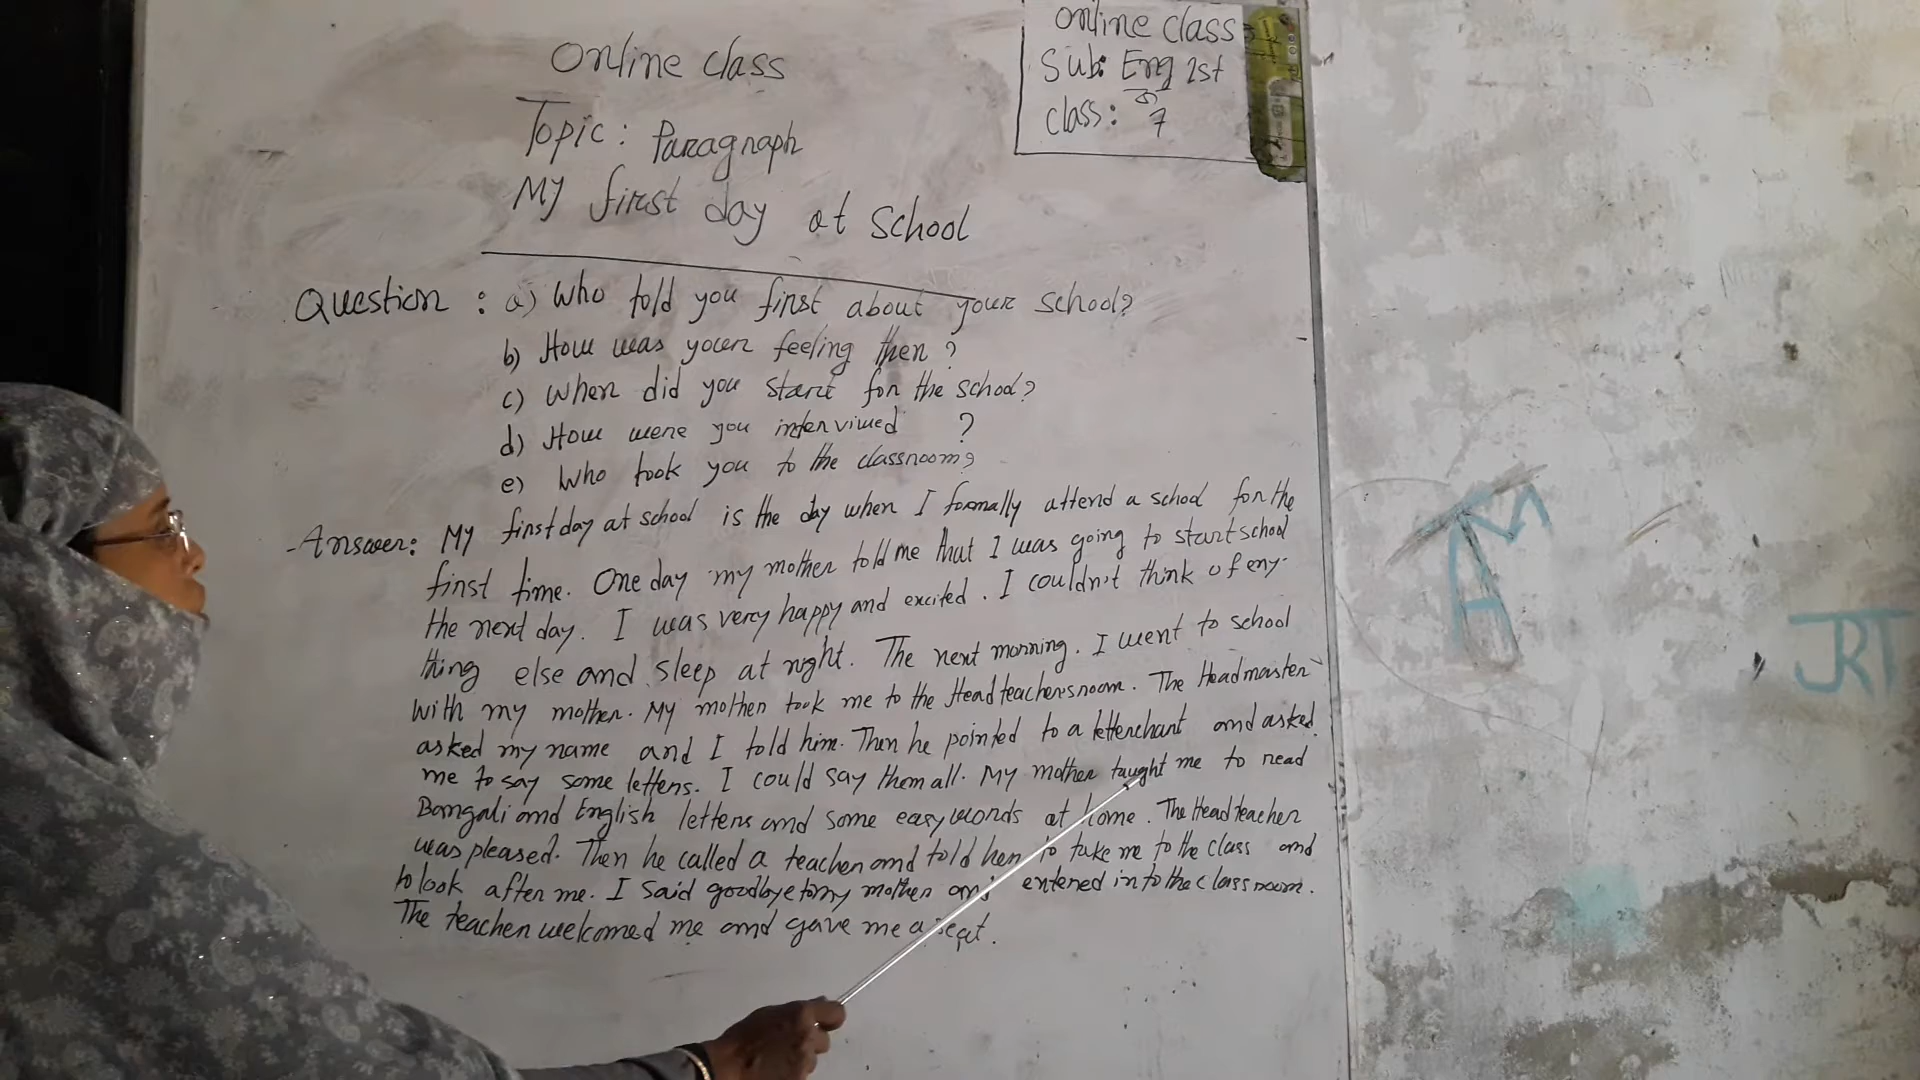 Online class
Topic: Paragraph
My first day at school
Online class
Sub: Eng 1st
class: 7
Question: a) Who told you first about your school?
b) How was your feeling then?
c) When did you start for the school?
d) How were you interviwed ?
e) Who took you to the classroom?
Answer: My first day at school is the day when I formally attend a school for the
first time. One day my mother told me that I was going to start school
the next day. I was very happy and excited. I couldn't think of eny-
thing else and sleep at night. The next morning. I went to school
with my mother. My mother took me to the Head teachers room. The Headmaster
asked my name and I told him. Then he pointed to a letterchart and asked
me to say some letters. I could say them all. My mother taught me to read
Bangali and English letters and some easy words at home. The Head teacher
was pleased. Then he called a teacher and told her to take me to the class and
to look after me. I said goodbye to my mother and entered into the classroom.
The teacher welcomed me and gave me a seat.
AM
JRT